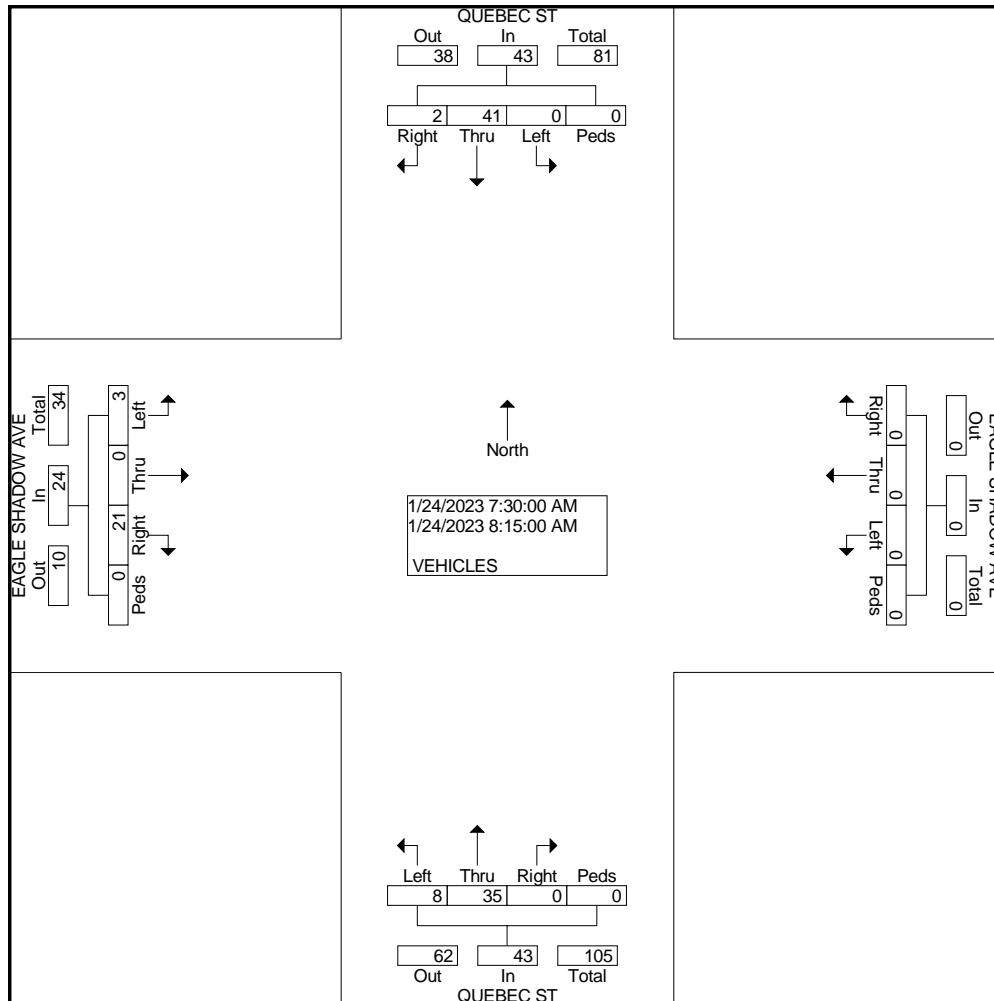 QUEBEC ST
Out In Total
38 43 81
2 41 0 0
Right Thru Left Peds
EAGLE SHADOW AVE
Total In Out
34 24 10
3 0 21 0
Left Thru Right Peds
North
1/24/2023 7:30:00 AM
1/24/2023 8:15:00 AM
VEHICLES
Right Thru Left Peds
0 0 0 0
Out In Total
0 0 0
EAGLE SHADOW AVE
Left Thru Right Peds
8 35 0 0
62 43 105
Out In Total
QUEBEC ST